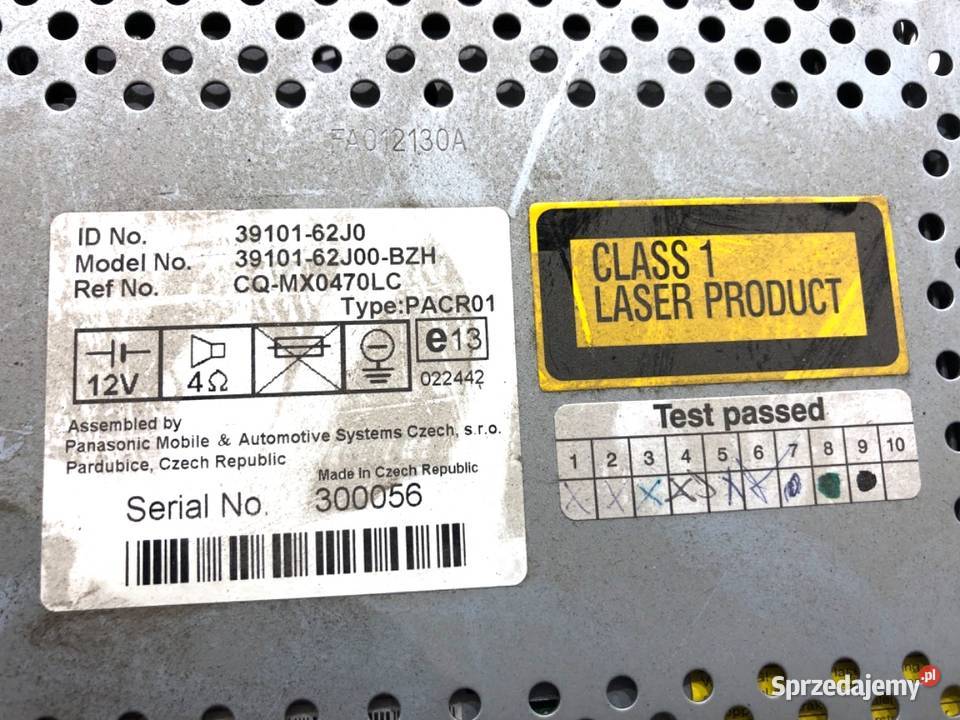 FA012130A
ID No. 39101-62J0
Model No. 39101-62J00-BZH
Ref No. CQ-MX0470LC
Type:PACR01
12V 4Ω e13
022442
Assembled by
Panasonic Mobile & Automotive Systems Czech, s.r.o.
Pardubice, Czech Republic
Made in Czech Republic
Serial No. 300056
CLASS 1
LASER PRODUCT
Test passed
1 2 3 4 5 6 7 8 9 10
Sprzedajemy.pl